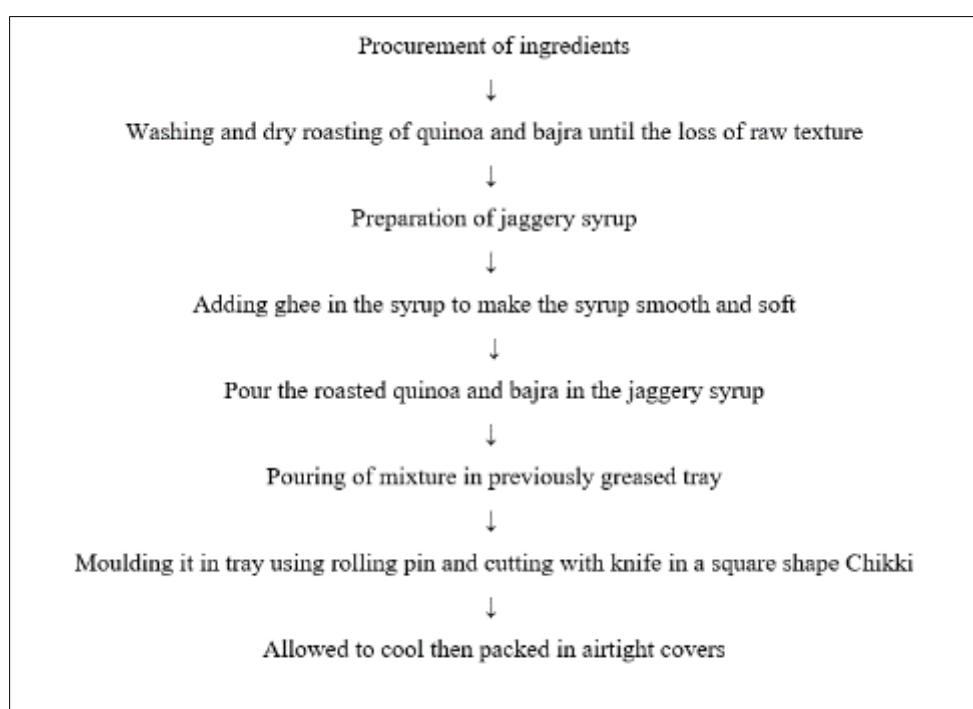 Procurement of ingredients
↓
Washing and dry roasting of quinoa and bajra until the loss of raw texture
↓
Preparation of jaggery syrup
↓
Adding ghee in the syrup to make the syrup smooth and soft
↓
Pour the roasted quinoa and bajra in the jaggery syrup
↓
Pouring of mixture in previously greased tray
↓
Moulding it in tray using rolling pin and cutting with knife in a square shape Chikki
↓
Allowed to cool then packed in airtight covers